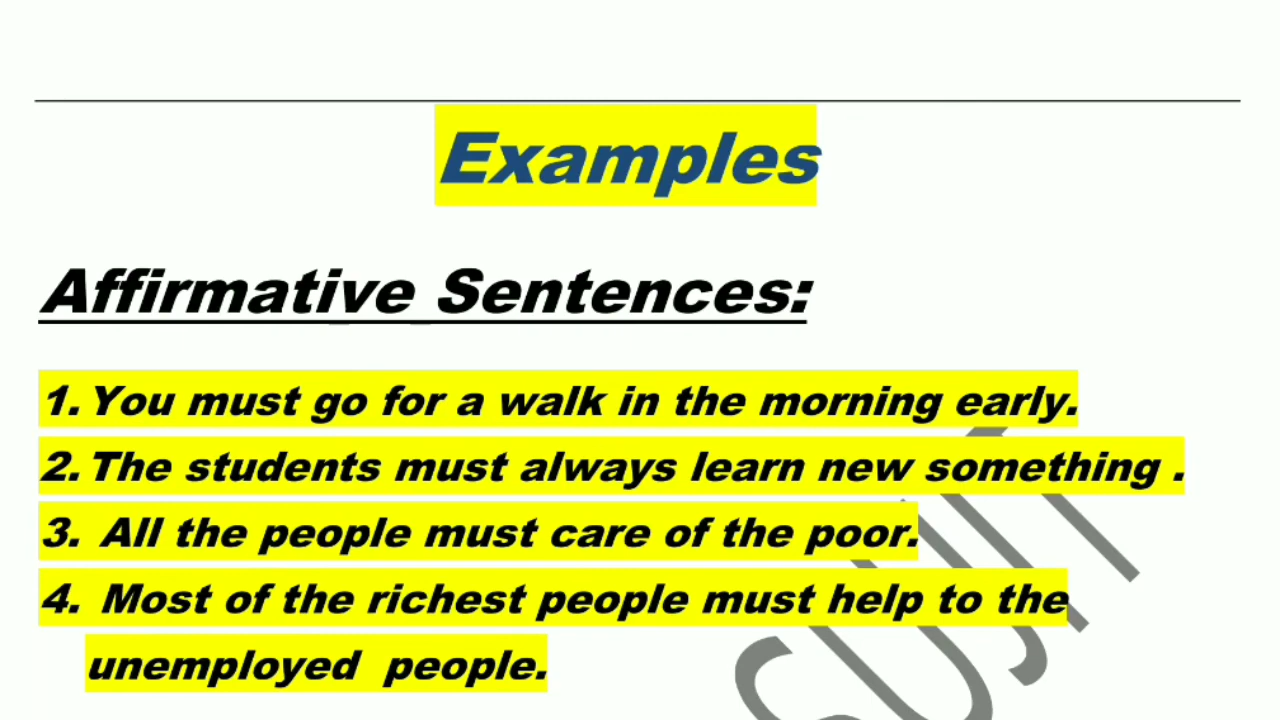 Examples
Affirmative Sentences:
1. You must go for a walk in the morning early.
2. The students must always learn new something .
3. All the people must care of the poor.
4. Most of the richest people must help to the
unemployed people.